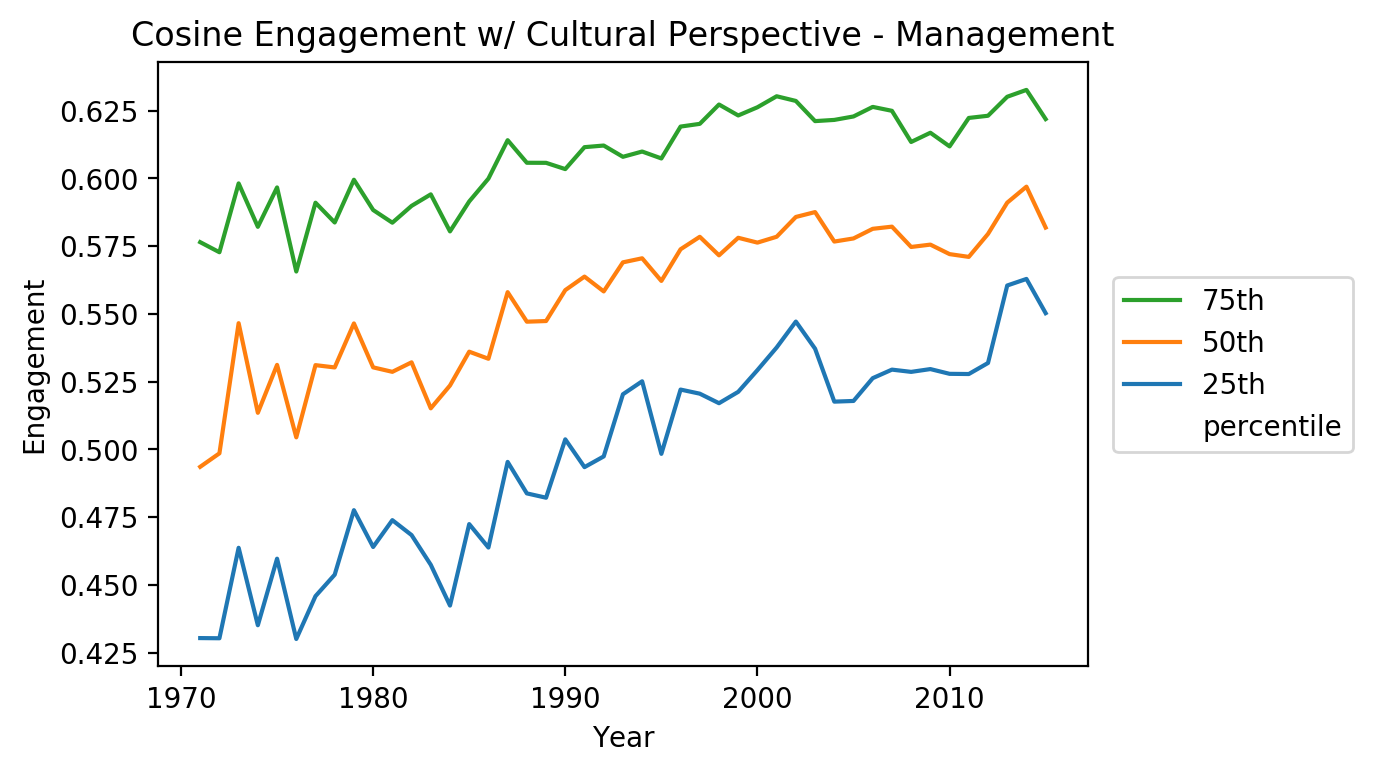 Cosine Engagement w/ Cultural Perspective - Management
Engagement
0.625
0.600
0.575
0.550
0.525
0.500
0.475
0.450
0.425
1970 1980 1990 2000 2010
Year
75th
50th
25th
percentile